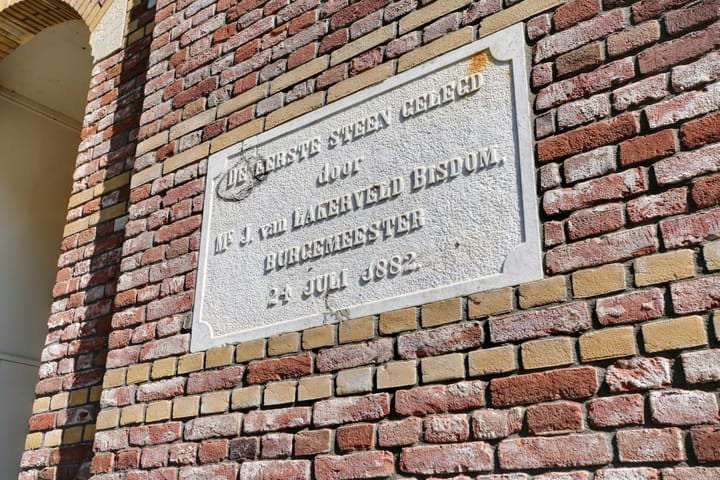 DE EERSTE STEEN GELEGD
door
Mr J. van LAKERVELD BISDOM,
BURGEMEESTER
24 JULI 1882.